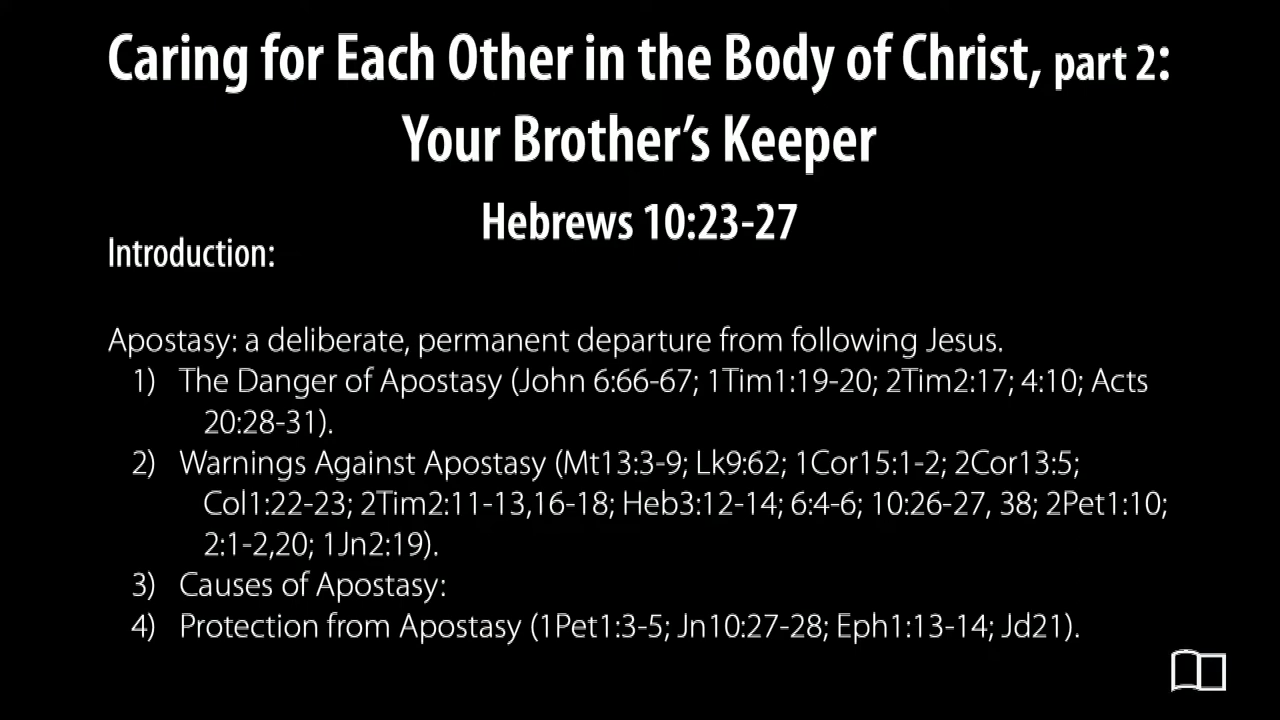 Caring for Each Other in the Body of Christ, part 2:
Your Brother’s Keeper
Hebrews 10:23-27
Introduction:
Apostasy: a deliberate, permanent departure from following Jesus.
1) The Danger of Apostasy (John 6:66-67; 1Tim1:19-20; 2Tim2:17; 4:10; Acts
20:28-31).
2) Warnings Against Apostasy (Mt13:3-9; Lk9:62; 1Cor15:1-2; 2Cor13:5;
Col1:22-23; 2Tim2:11-13,16-18; Heb3:12-14; 6:4-6; 10:26-27, 38; 2Pet1:10;
2:1-2,20; 1Jn2:19).
3) Causes of Apostasy:
4) Protection from Apostasy (1Pet1:3-5; Jn10:27-28; Eph1:13-14; Jd21).